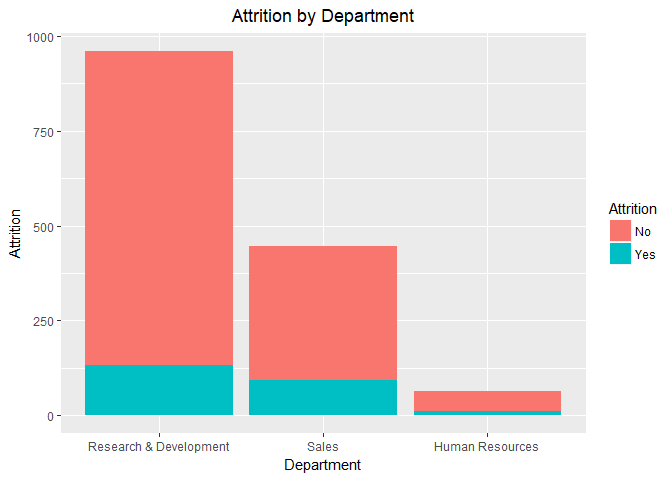 Attrition by Department
1000
750
500
250
0
Attrition
Research & Development
Sales
Human Resources
Department
Attrition
No
Yes